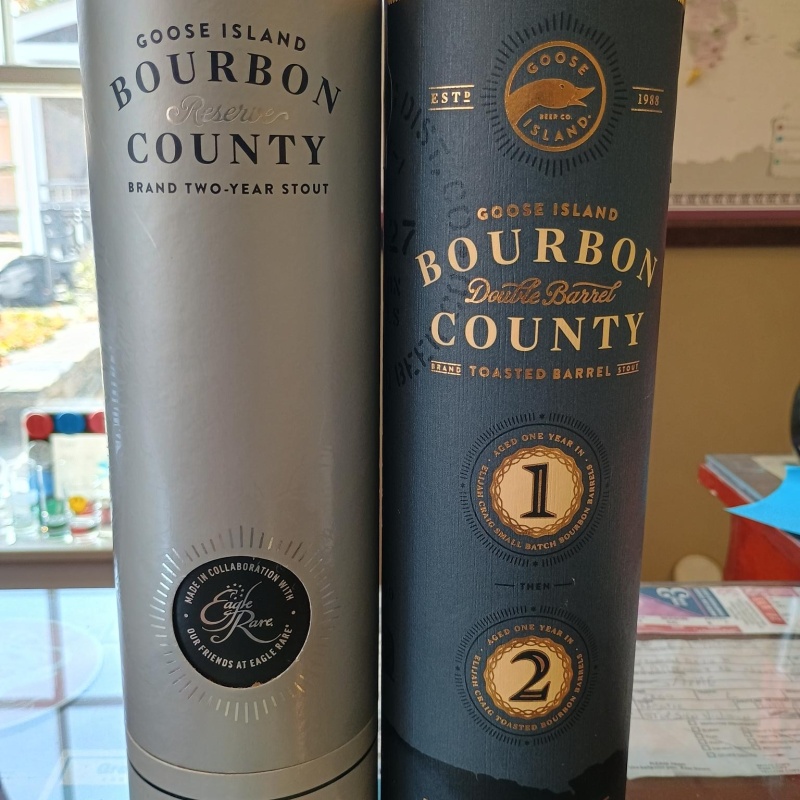 GOOSE ISLAND
BOURBON
Reserve
COUNTY
BRAND TWO-YEAR STOUT
MADE IN COLLABORATION WITH
Eagle
Rare
OUR FRIENDS AT EAGLE RARE
GOOSE
BEER CO.
ISLAND
ESTD
1988
GOOSE ISLAND
BOURBON
Double Barrel
COUNTY
BRAND TOASTED BARREL STOUT
AGED ONE YEAR IN
1
ELIJAH CRAIG SMALL BATCH BOURBON BARRELS
THEN
AGED ONE YEAR IN
2
ELIJAH CRAIG TOASTED BOURBON BARRELS